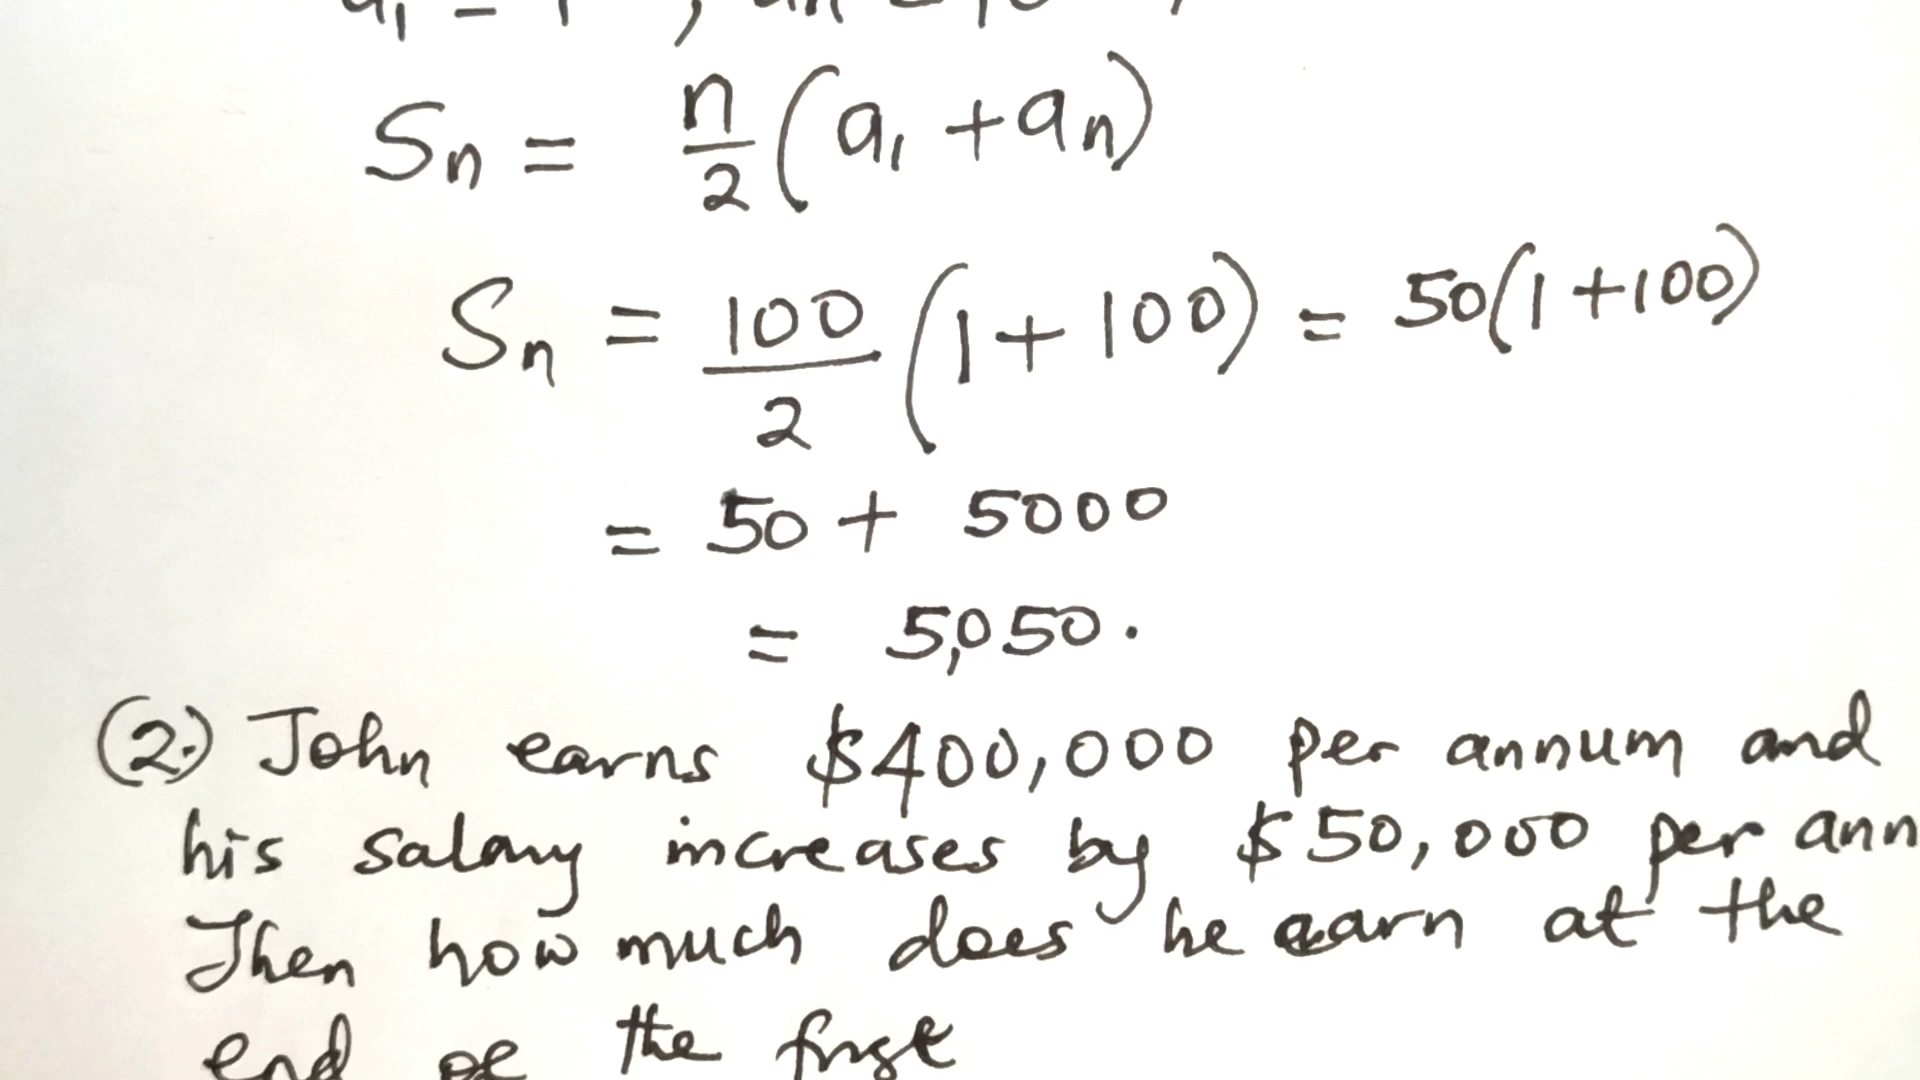 Sn = n/2 (a₁ + an)
Sn = 100/2 (1 + 100) = 50(1 + 100)
= 50 + 5000
= 5,050.
(2.) John earns $400,000 per annum and
his salary increases by $50,000 per ann
Then how much does he earn at the
end of the first